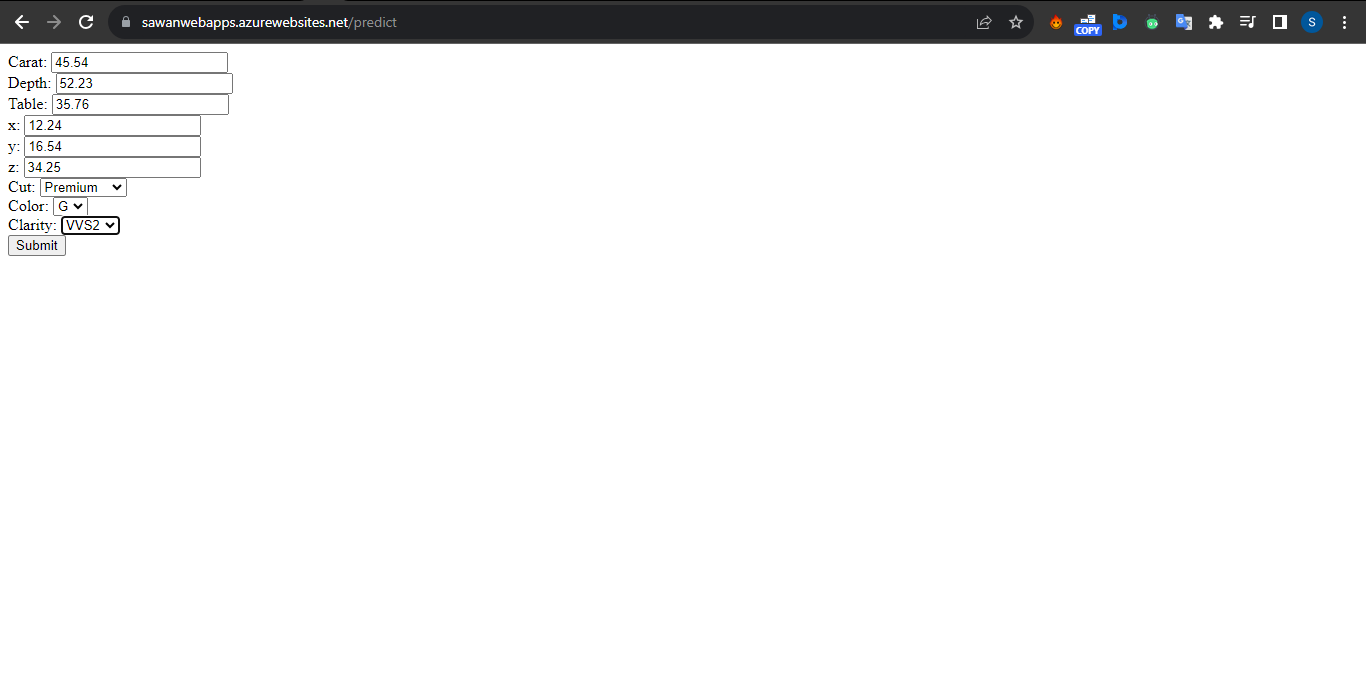 sawanwebapps.azurewebsites.net/predict
COPY
G
S
Carat: 45.54
Depth: 52.23
Table: 35.76
x: 12.24
y: 16.54
z: 34.25
Cut: Premium
Color: G
Clarity: VVS2
Submit